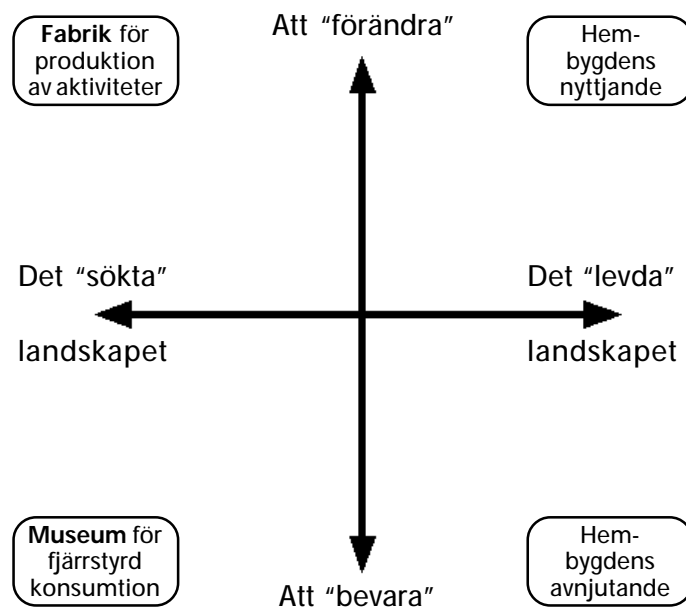 Fabrik för
produktion
av aktiviteter
Att “förändra”
Hem-
bygdens
nyttjande
Det “sökta”
landskapet
Det “levda”
landskapet
Museum för
fjärrstyrd
konsumtion
Att “bevara”
Hem-
bygdens
avnjutande